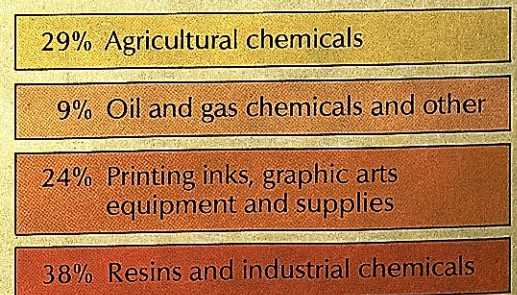 29% Agricultural chemicals
9% Oil and gas chemicals and other
24% Printing inks, graphic arts
equipment and supplies
38% Resins and industrial chemicals